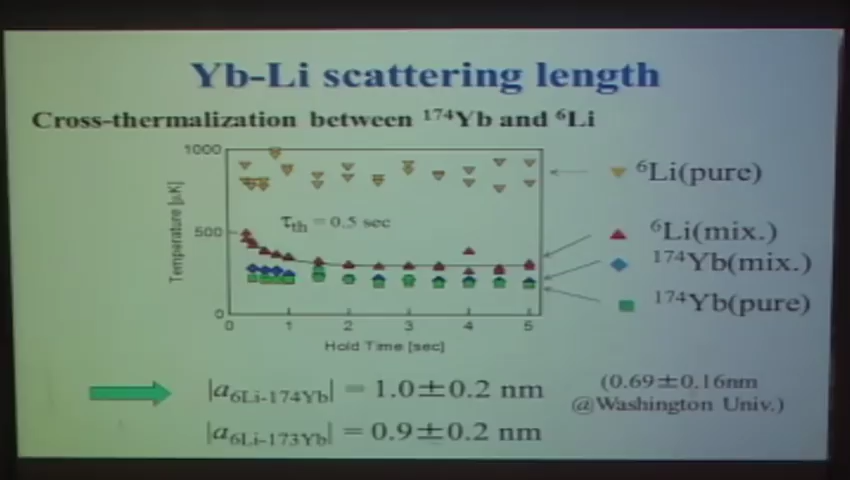 Yb-Li scattering length
Cross-thermalization between ¹⁷⁴Yb and ⁶Li
1000
500
0
Temperature [μK]
τth = 0.5 sec
0 1 2 3 4 5
Hold Time [sec]
⁶Li(pure)
⁶Li(mix.)
¹⁷⁴Yb(mix.)
¹⁷⁴Yb(pure)
|a6Li-174Yb| = 1.0±0.2 nm
(0.69±0.16nm
@Washington Univ.)
|a6Li-173Yb| = 0.9±0.2 nm